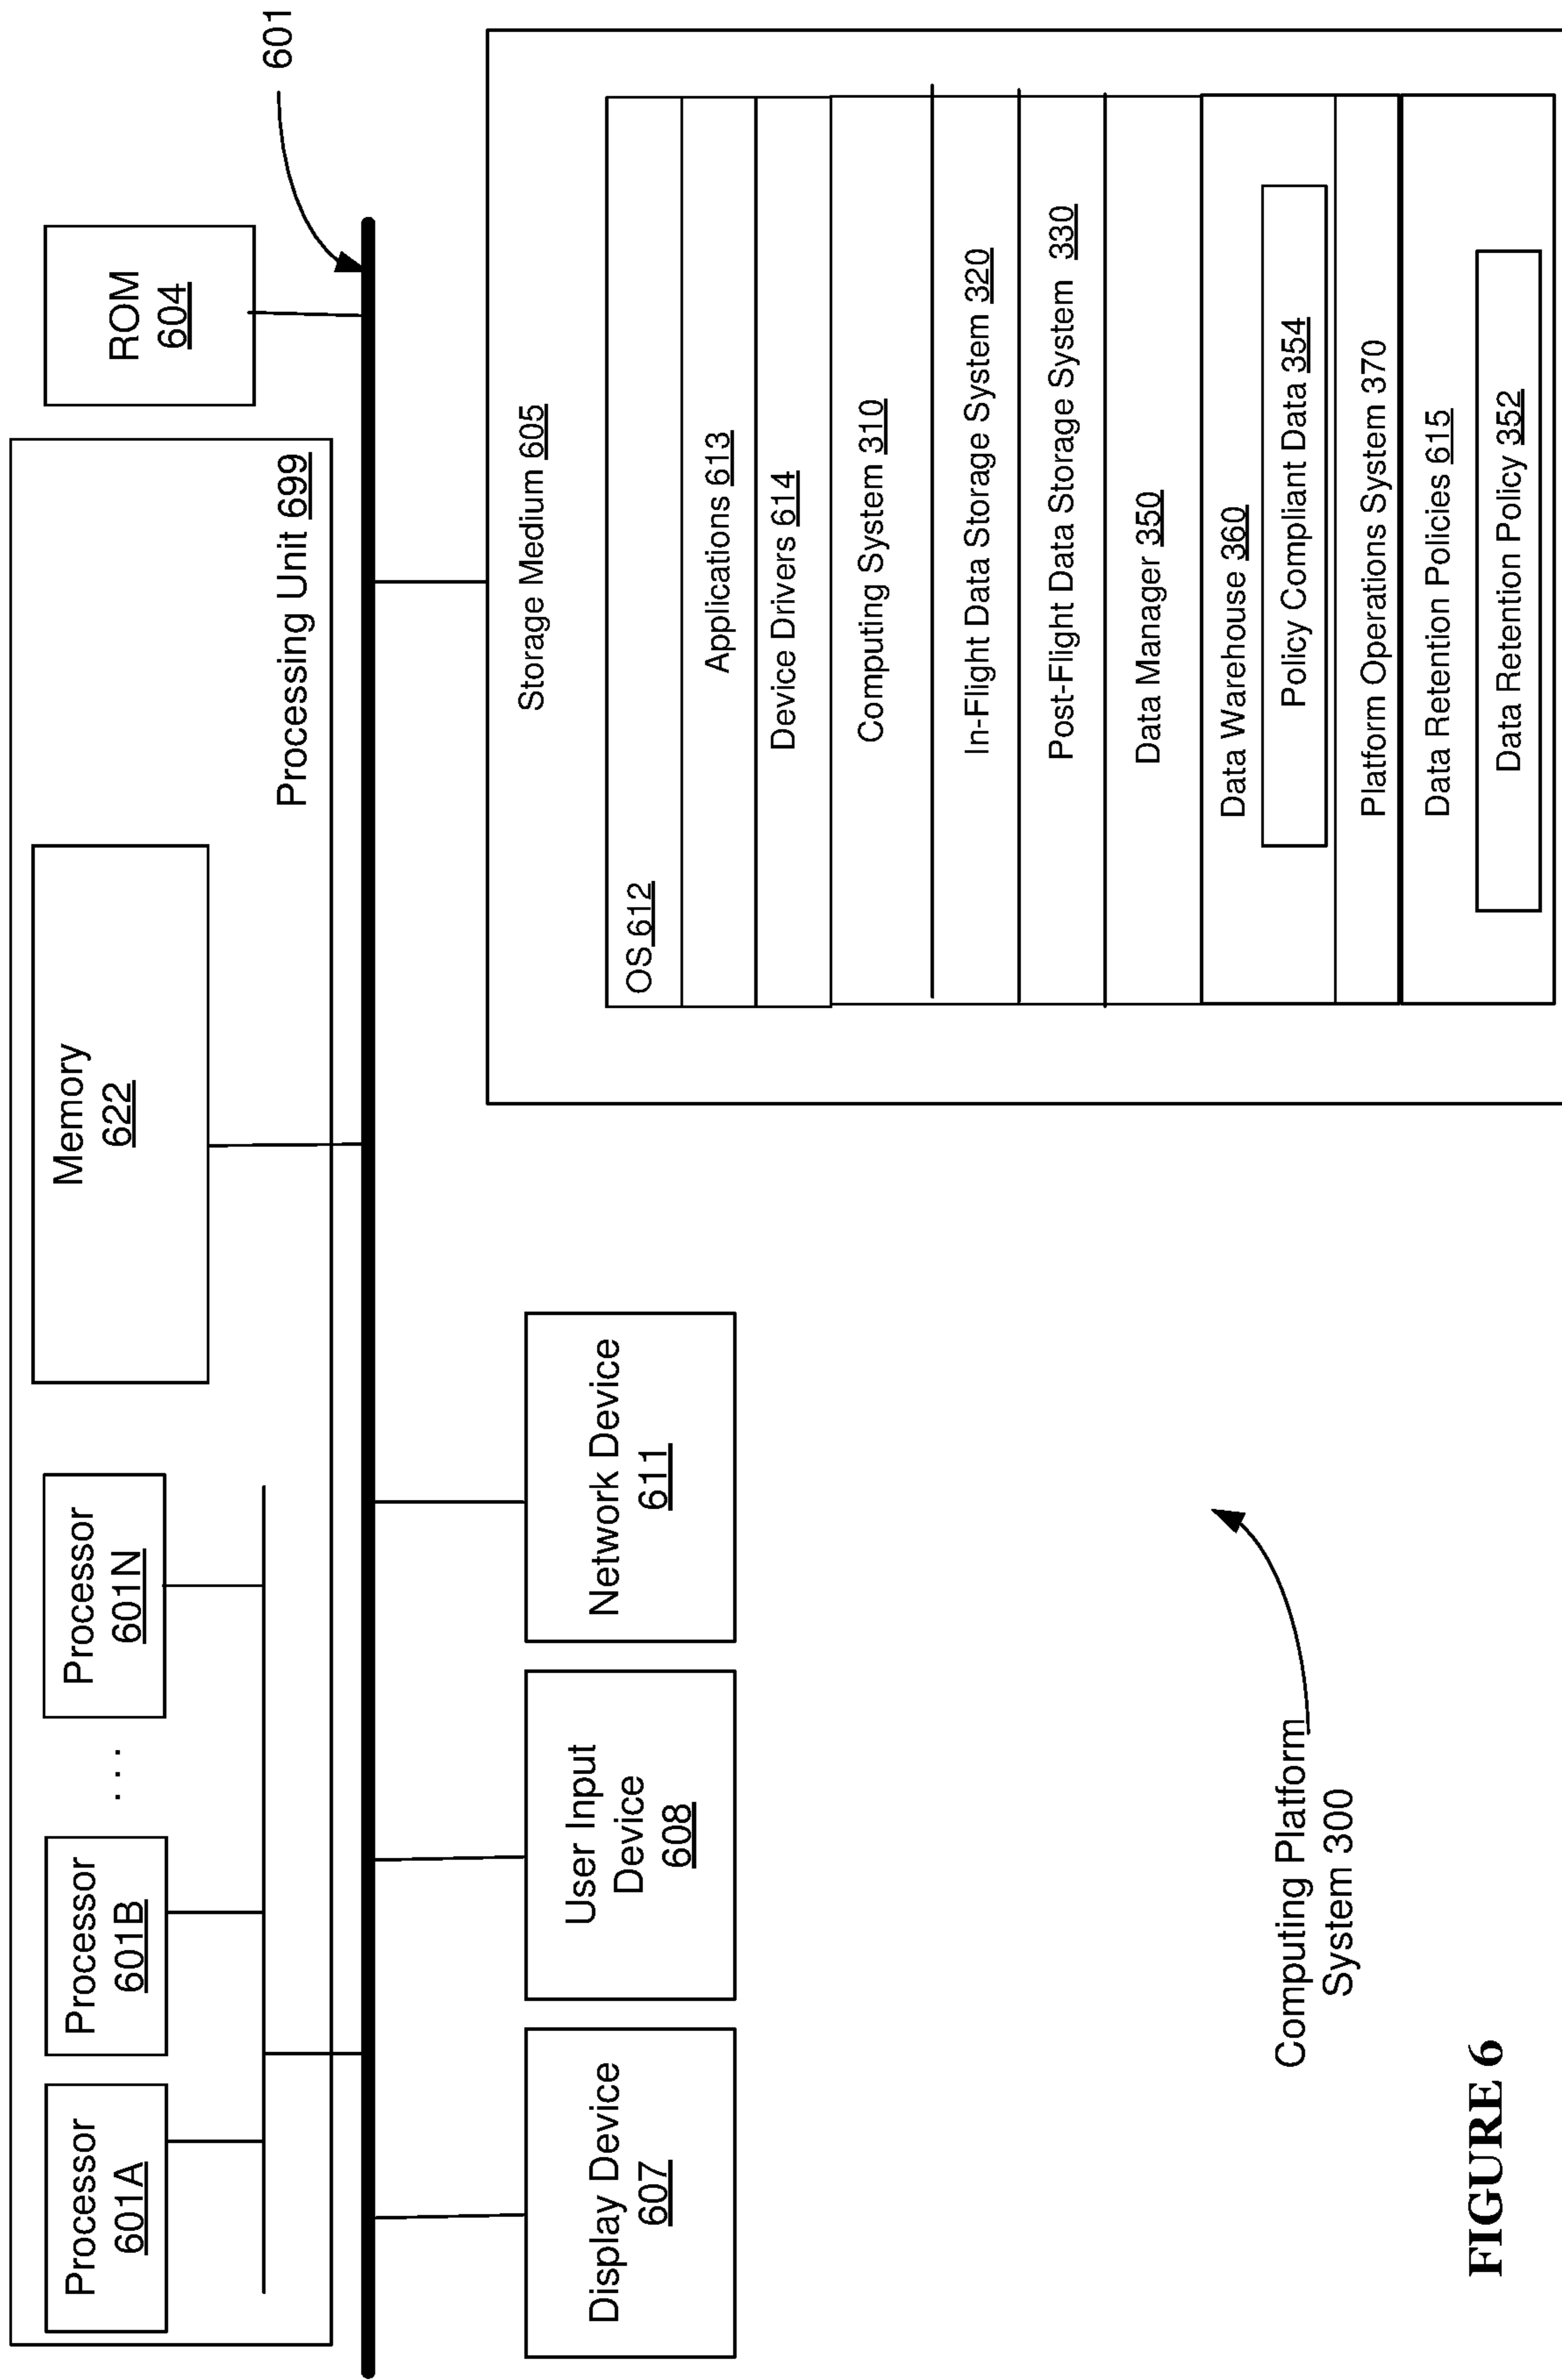 Processor
601A
Processor
601B
. . .
Processor
601N
Memory
622
Processing Unit 699
ROM
604
601
Display Device
607
User Input
Device
608
Network Device
611
Storage Medium 605
OS 612
Applications 613
Device Drivers 614
Computing System 310
In-Flight Data Storage System 320
Post-Flight Data Storage System 330
Data Manager 350
Data Warehouse 360
Policy Compliant Data 354
Platform Operations System 370
Data Retention Policies 615
Data Retention Policy 352
Computing Platform
System 300
FIGURE 6